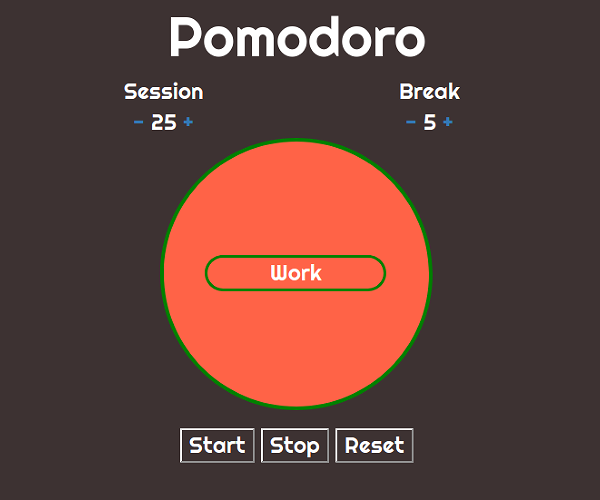 Pomodoro
Session Break
- 25 + - 5 +
Work
Start Stop Reset